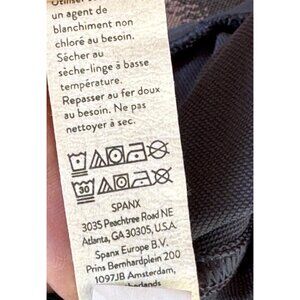 Utiliser
un agent de
blanchiment non
chloré au besoin.
Sécher au
sèche-linge à basse
température.
Repasser au fer doux
au besoin. Ne pas
nettoyer à sec.
30
SPANX
3035 Peachtree Road NE
Atlanta, GA 30305, U.S.A.
Spanx Europe B.V.
Prins Bernhardplein 200
1097JB Amsterdam,